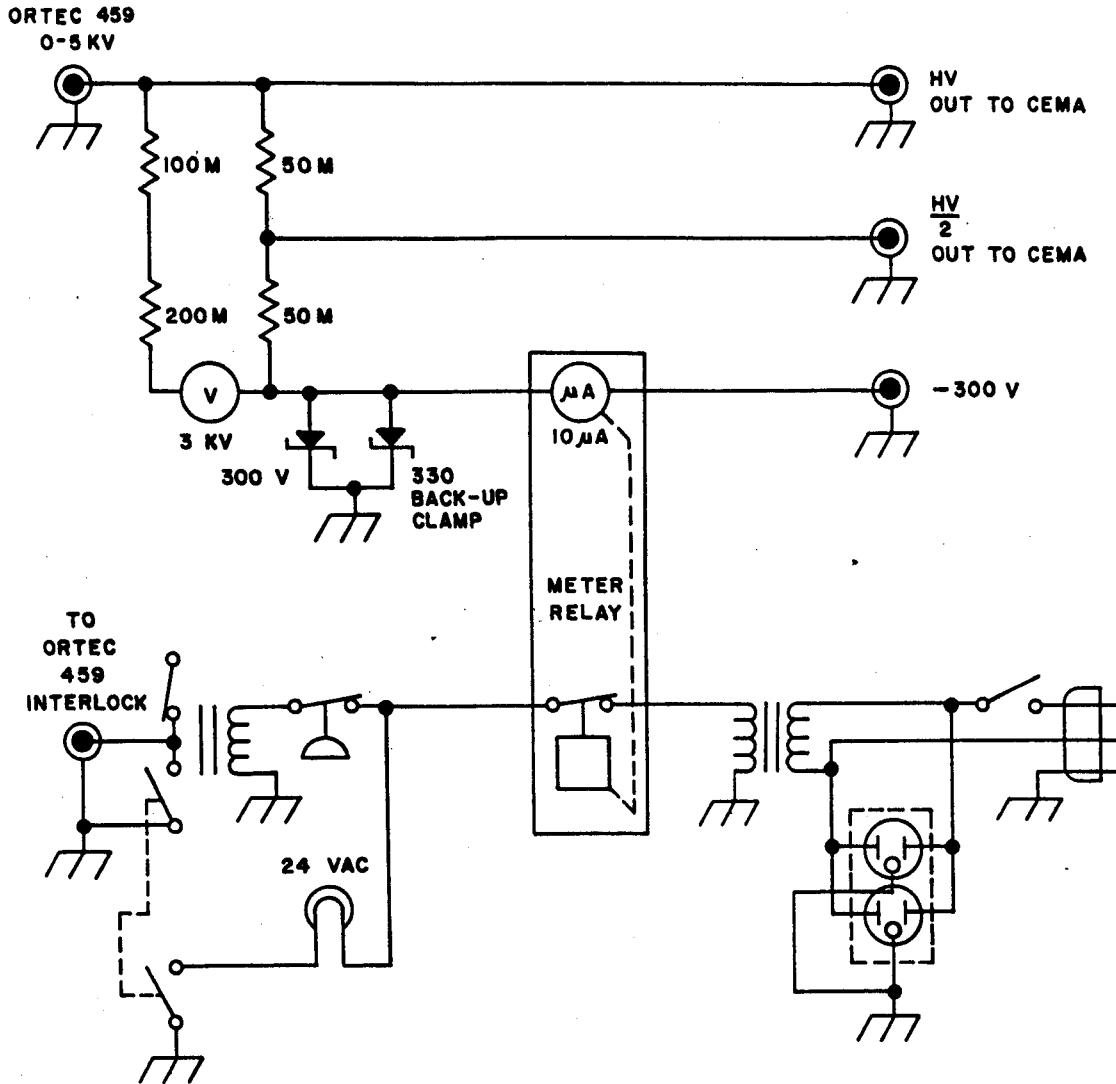 ORTEC 459
0-5 KV
HV
OUT TO CEMA
100 M
50 M
HV
2
OUT TO CEMA
200 M
50 M
V
3 KV
μA
10 μA
-300 V
300 V
330
BACK-UP
CLAMP
METER
RELAY
TO
ORTEC
459
INTERLOCK
24 VAC